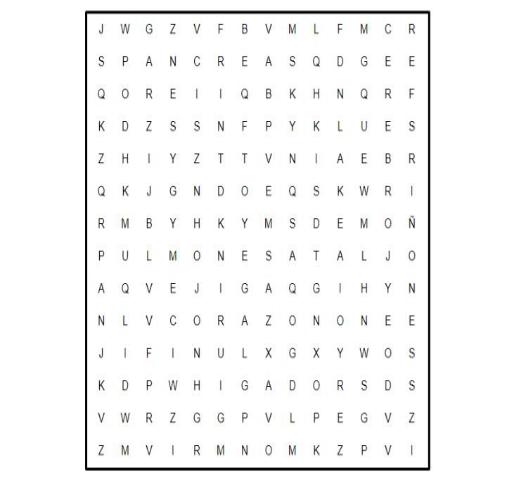 J W G Z V F B V M L F M C R
S P A N C R E A S Q D G E E
Q O R E I I Q B K H N Q R F
K D Z S S N F P Y K L U E S
Z H I Y Z T T V N I A E B R
Q K J G N D O E Q S K W R I
R M B Y H K Y M S D E M O Ñ
P U L M O N E S A T A L J O
A Q V E J I G A Q G I H Y N
N L V C O R A Z O N O N E E
J I F I N U L X G X Y W O S
K D P W H I G A D O R S D S
V W R Z G G P V L P E G V Z
Z M V I R M N O M K Z P V I